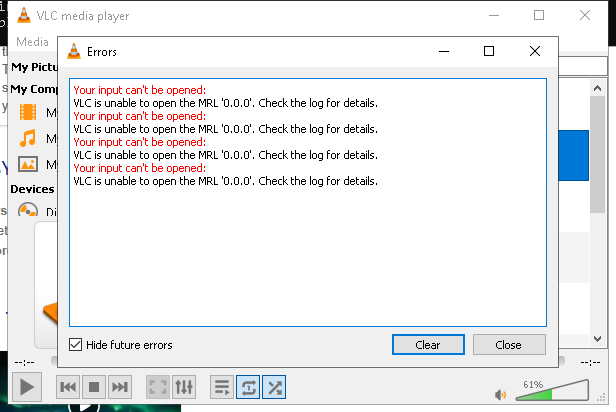 VLC media player
Media
Errors
My Pictu
My Comp
My
My
My
Devices
Di
Your input can't be opened:
VLC is unable to open the MRL '0.0.0'. Check the log for details.
Your input can't be opened:
VLC is unable to open the MRL '0.0.0'. Check the log for details.
Your input can't be opened:
VLC is unable to open the MRL '0.0.0'. Check the log for details.
Your input can't be opened:
VLC is unable to open the MRL '0.0.0'. Check the log for details.
Hide future errors
Clear
Close
--:--
--:--
61%